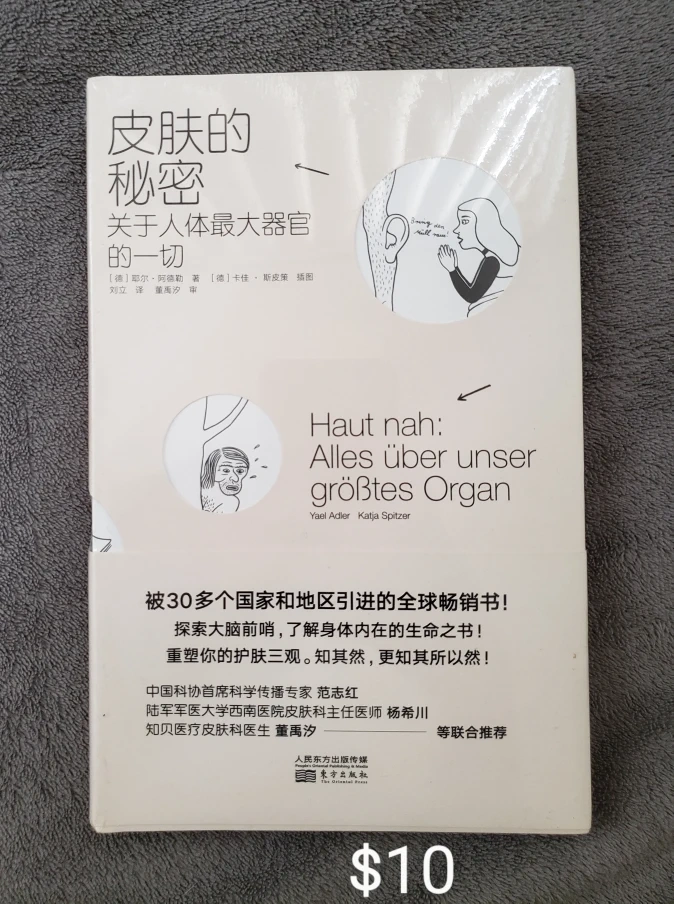 皮肤的
秘密
关于人体最大器官
的一切
[德]耶尔·阿德勒 著 [德]卡佳·斯皮策 插图
刘立 译 董禹汐 审
Haut nah:
Alles über unser
größtes Organ
Yael Adler Katja Spitzer
被30多个国家和地区引进的全球畅销书！
探索大脑前哨，了解身体内在的生命之书！
重塑你的护肤三观。知其然，更知其所以然！
中国科协首席科学传播专家 范志红
陆军军医大学西南医院皮肤科主任医师 杨希川
知贝医疗皮肤科医生 董禹汐 等联合推荐
人民东方出版传媒
People's Oriental Publishing & Media
东方出版社
The Oriental Press
$10